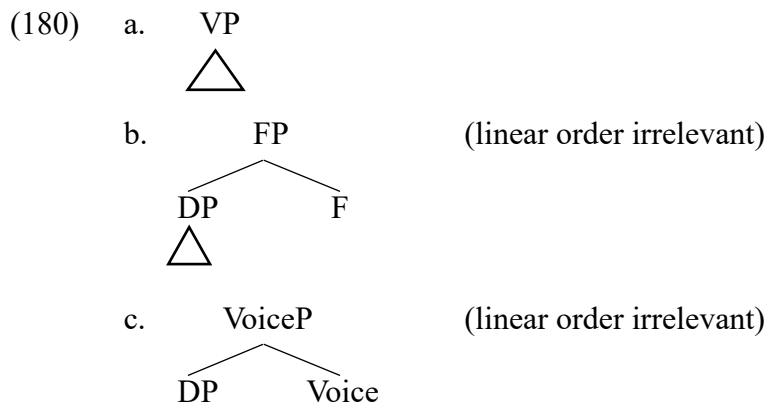 (180) a. VP
b. FP (linear order irrelevant)
DP F
c. VoiceP (linear order irrelevant)
DP Voice